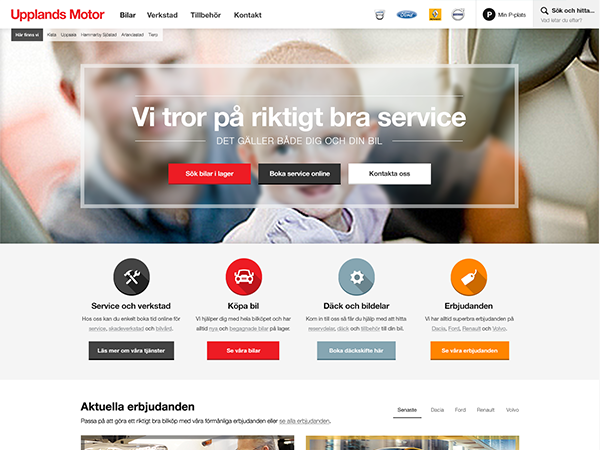 Upplands Motor
Bilar Verkstad Tillbehör Kontakt
Ford
P Min P-plats
Sök och hitta...
Vad letar du efter?
Här finns vi Kista Uppsala Hammarby Sjöstad Arlandastad Tierp
Vi tror på riktigt bra service
DET GÄLLER BÅDE DIG OCH DIN BIL
Sök bilar i lager
Boka service online
Kontakta oss
Service och verkstad
Hos oss kan du enkelt boka tid online för
service, skadeverkstad och bilvård.
Läs mer om våra tjänster
Köpa bil
Vi hjälper dig med hela bilköpet och har
alltid nya och begagnade bilar på lager.
Se våra bilar
Däck och bildelar
Kom in till oss så får du hjälp med att hitta
reservdelar, däck och tillbehör till din bil.
Boka däckskifte här
Erbjudanden
Vi har alltid superbra erbjudanden på
Dacia, Ford, Renault och Volvo.
Se våra erbjudanden
Aktuella erbjudanden
Passa på att göra ett riktigt bra bilköp med våra förmånliga erbjudanden eller se alla erbjudanden.
Senaste Dacia Ford Renault Volvo